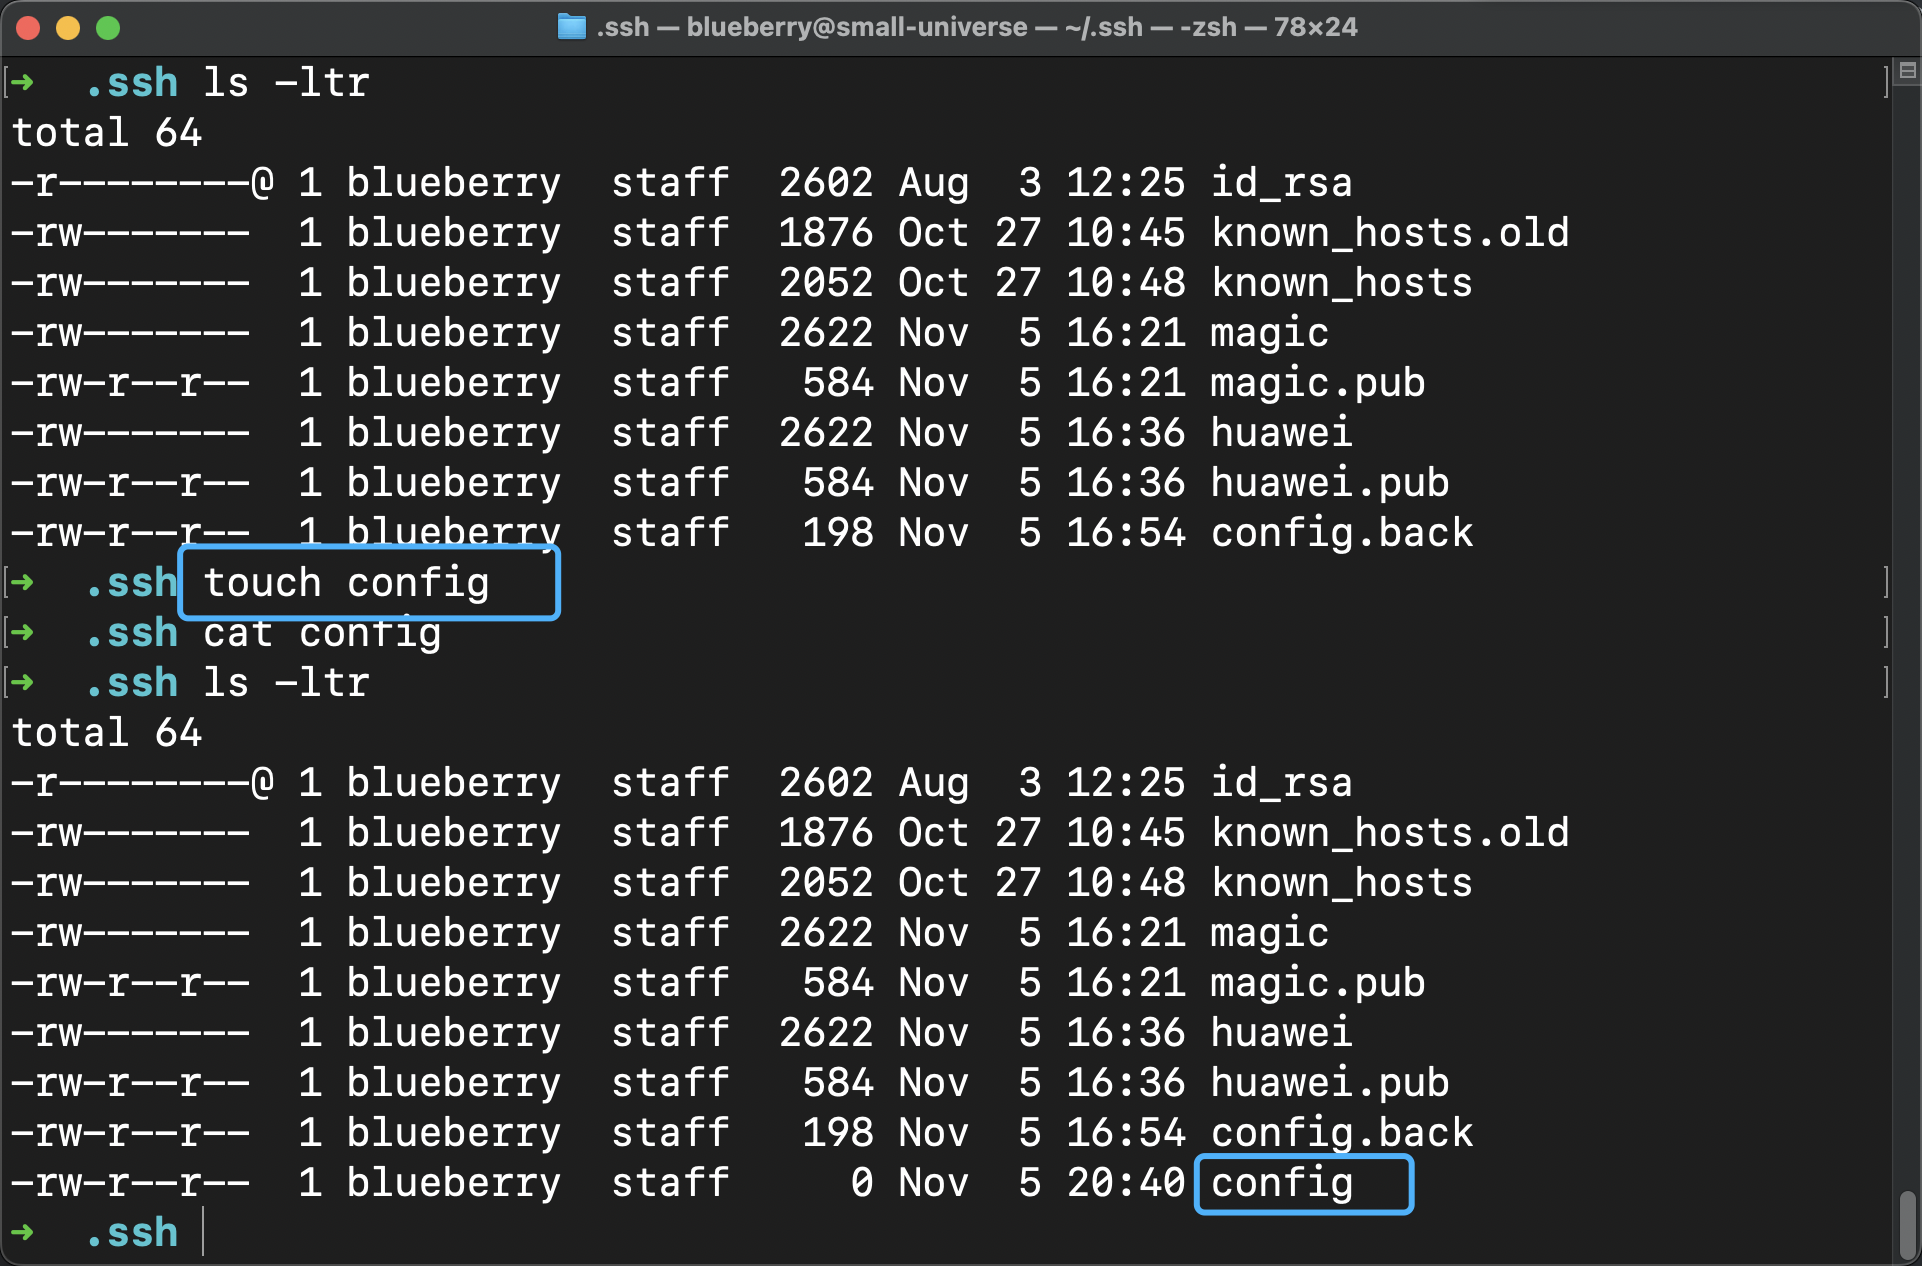 .ssh — blueberry@small-universe — ~/.ssh — -zsh — 78×24
[➜  .ssh ls -ltr ]
total 64
-r--------@ 1 blueberry  staff  2602 Aug  3 12:25 id_rsa
-rw-------  1 blueberry  staff  1876 Oct 27 10:45 known_hosts.old
-rw-------  1 blueberry  staff  2052 Oct 27 10:48 known_hosts
-rw-------  1 blueberry  staff  2622 Nov  5 16:21 magic
-rw-r--r--  1 blueberry  staff   584 Nov  5 16:21 magic.pub
-rw-------  1 blueberry  staff  2622 Nov  5 16:36 huawei
-rw-r--r--  1 blueberry  staff   584 Nov  5 16:36 huawei.pub
-rw-r--r--  1 blueberry  staff   198 Nov  5 16:54 config.back
[➜  .ssh touch config ]
[➜  .ssh cat config ]
[➜  .ssh ls -ltr ]
total 64
-r--------@ 1 blueberry  staff  2602 Aug  3 12:25 id_rsa
-rw-------  1 blueberry  staff  1876 Oct 27 10:45 known_hosts.old
-rw-------  1 blueberry  staff  2052 Oct 27 10:48 known_hosts
-rw-------  1 blueberry  staff  2622 Nov  5 16:21 magic
-rw-r--r--  1 blueberry  staff   584 Nov  5 16:21 magic.pub
-rw-------  1 blueberry  staff  2622 Nov  5 16:36 huawei
-rw-r--r--  1 blueberry  staff   584 Nov  5 16:36 huawei.pub
-rw-r--r--  1 blueberry  staff   198 Nov  5 16:54 config.back
-rw-r--r--  1 blueberry  staff     0 Nov  5 20:40 config
➜  .ssh